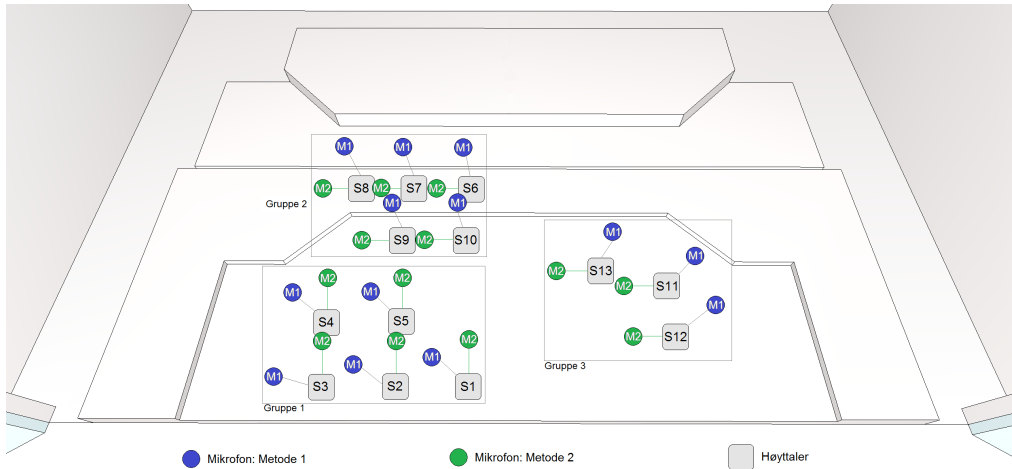 M1 M1 M1
M2 S8 M2 S7 M2 S6
Gruppe 2 M1 M1
M2 S9 M2 S10
M1
M2 S13 M1
M2 S11
M2 M2
M1 M1
S4 S5 M1
M2 M2 M2 M2 S12
M1 M1
M1 Gruppe 3
S3 S2 S1
Gruppe 1
Mikrofon: Metode 1 Mikrofon: Metode 2 Høyttaler